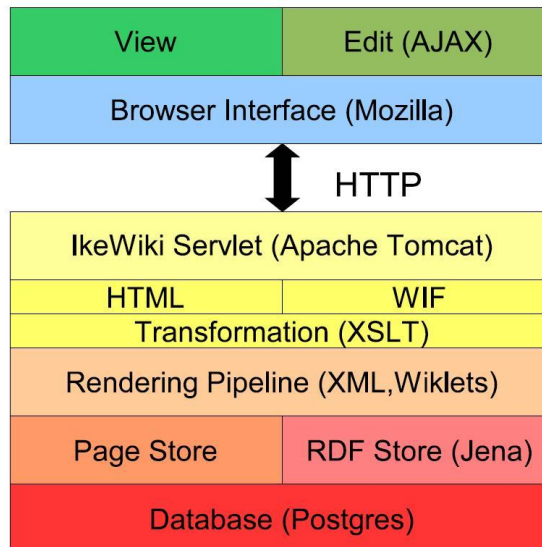 View Edit (AJAX)
Browser Interface (Mozilla)
HTTP
IkeWiki Servlet (Apache Tomcat)
HTML WIF
Transformation (XSLT)
Rendering Pipeline (XML,Wiklets)
Page Store RDF Store (Jena)
Database (Postgres)